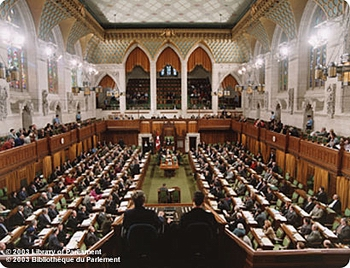 © 2003 Library of Parliament
© 2003 Bibliothèque du Parlement